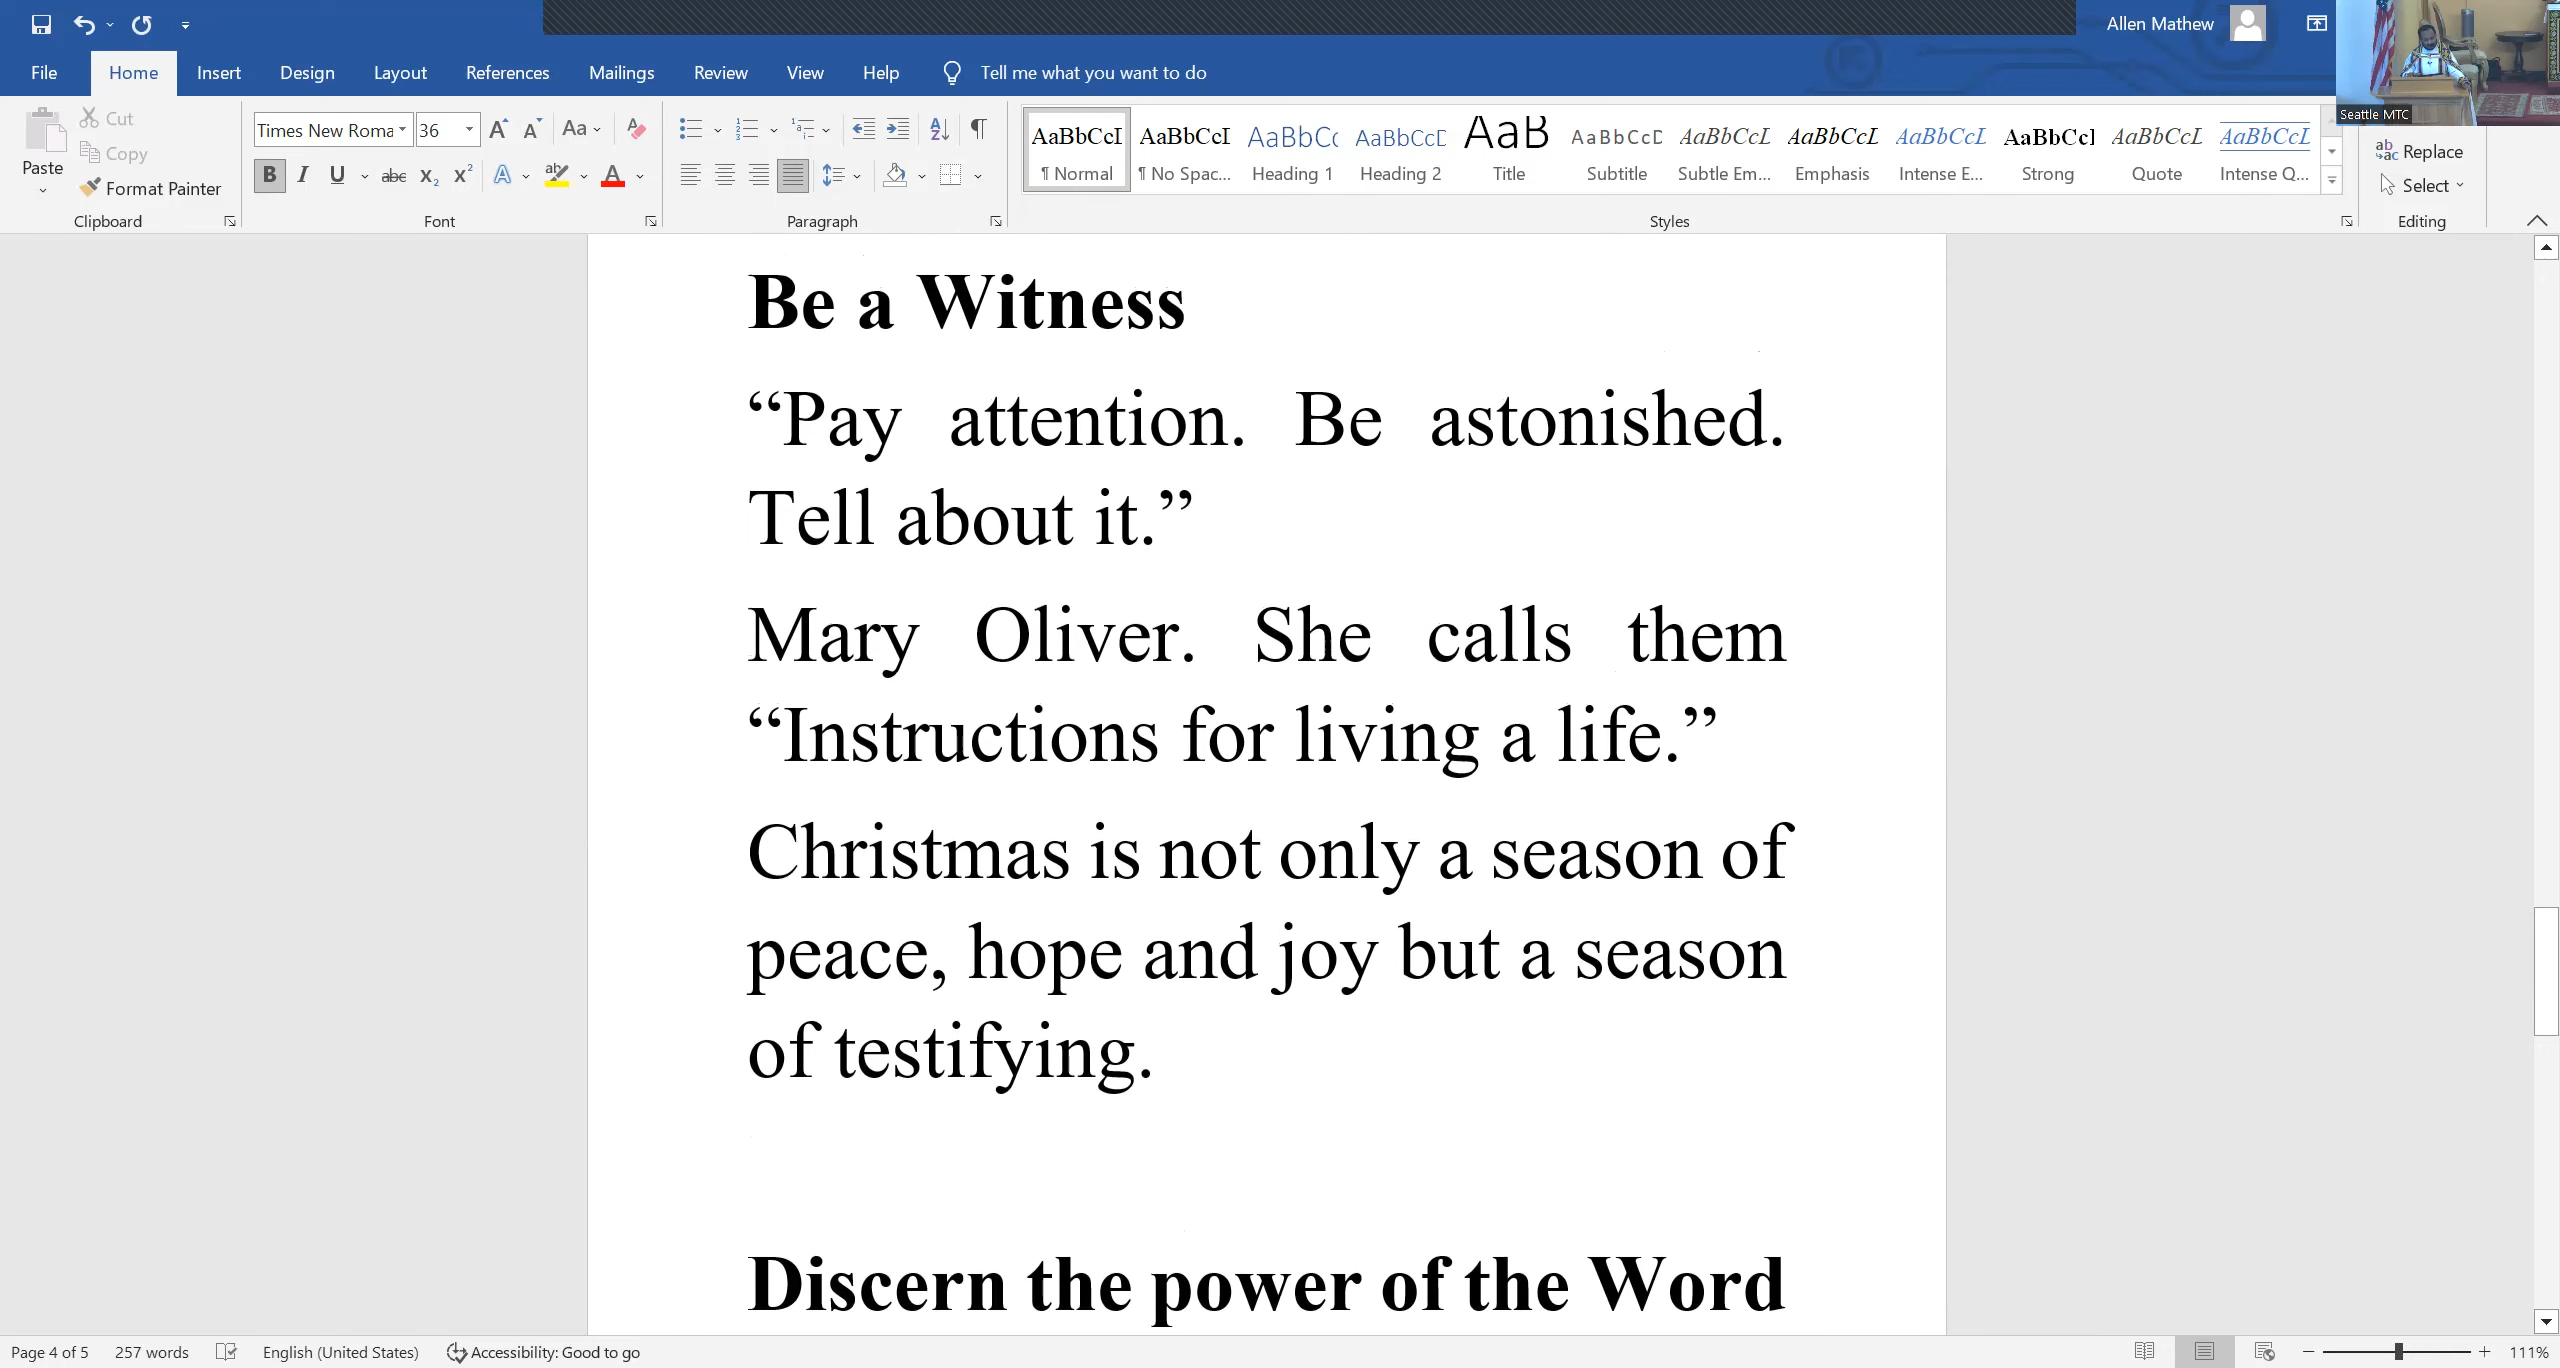 Allen Mathew
File Home Insert Design Layout References Mailings Review View Help Tell me what you want to do
Seattle MTC
Paste
Cut
Copy
Format Painter
Clipboard
Times New Roma 36
Font
Paragraph
AaBbCcI AaBbCcI AaBbC AaBbCcD AaB AaBbCcD AaBbCcL AaBbCcL AaBbCcL AaBbCcI AaBbCcL AaBbCcL
¶ Normal ¶ No Spac... Heading 1 Heading 2 Title Subtitle Subtle Em... Emphasis Intense E... Strong Quote Intense Q...
Styles
Replace
Select
Editing
Be a Witness
“Pay attention. Be astonished.
Tell about it.”
Mary Oliver. She calls them
“Instructions for living a life.”
Christmas is not only a season of
peace, hope and joy but a season
of testifying.
Discern the power of the Word
Page 4 of 5 257 words English (United States) Accessibility: Good to go 111%